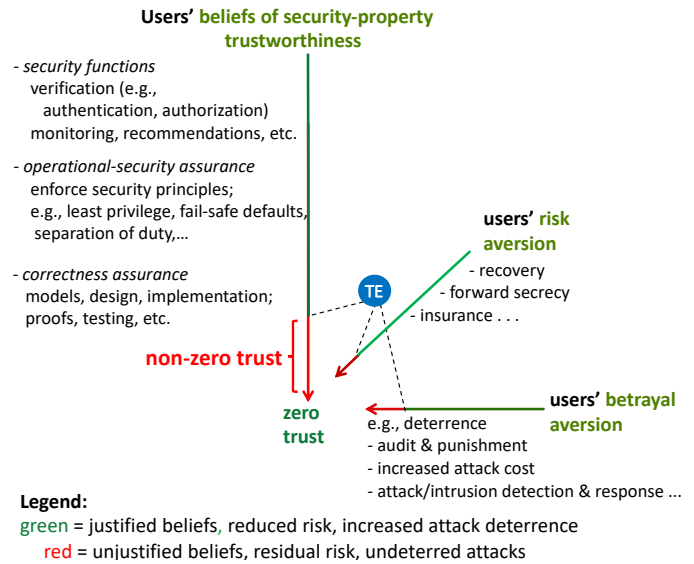 Users’ beliefs of security-property
trustworthiness
- security functions
verification (e.g.,
authentication, authorization)
monitoring, recommendations, etc.
- operational-security assurance
enforce security principles;
e.g., least privilege, fail-safe defaults,
separation of duty,...
- correctness assurance
models, design, implementation;
proofs, testing, etc.
users’ risk
aversion
- recovery
- forward secrecy
- insurance . . .
TE
non-zero trust
zero
trust
users’ betrayal
aversion
e.g., deterrence
- audit & punishment
- increased attack cost
- attack/intrusion detection & response ...
Legend:
green = justified beliefs, reduced risk, increased attack deterrence
red = unjustified beliefs, residual risk, undeterred attacks